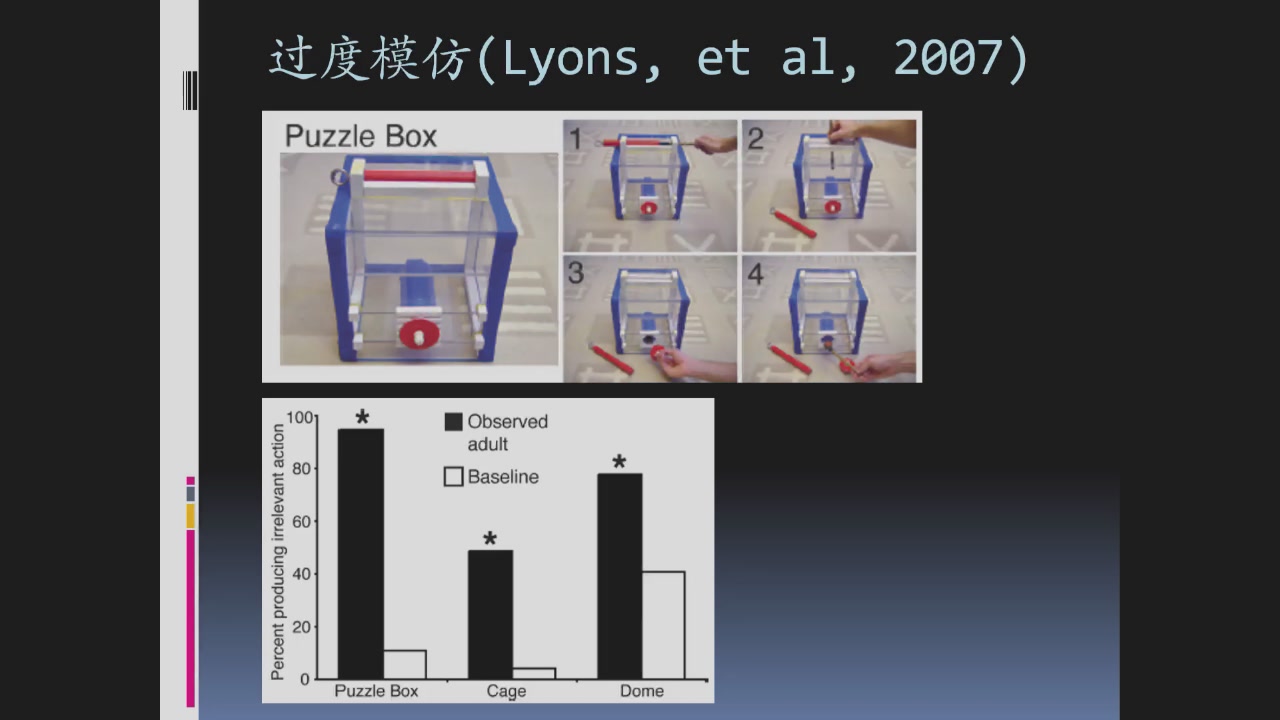 过度模仿(Lyons, et al, 2007)
Puzzle Box
1
2
3
4
Percent producing irrelevant action
100
80
60
40
20
0
*
*
*
Observed
adult
Baseline
Puzzle Box
Cage
Dome